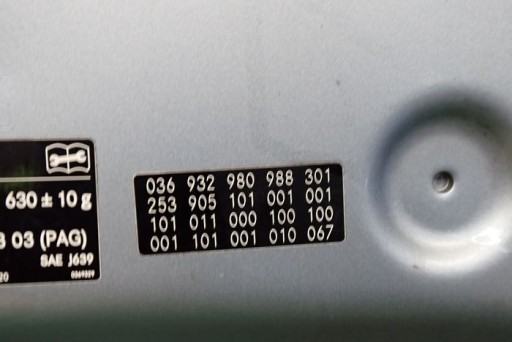 630 ± 10 g
03 (PAG)
SAE J639
036 932 980 988 301
253 905 101 001 001
101 011 000 100 100
001 101 001 010 067